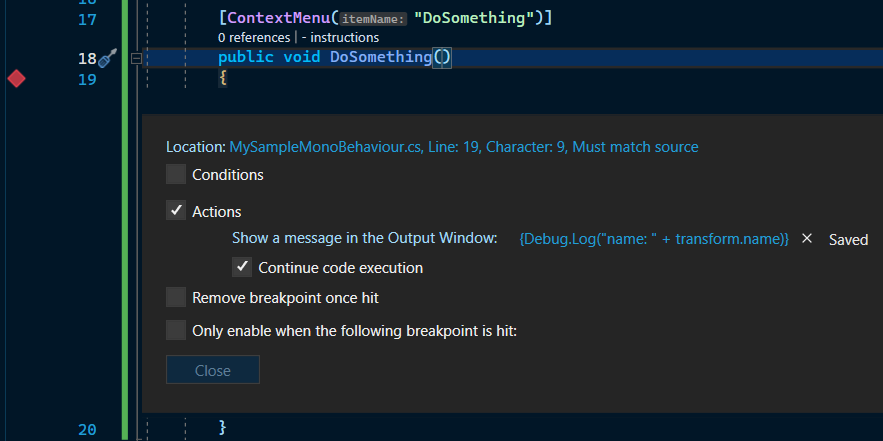 17 [ContextMenu(itemName: "DoSomething")]
0 references | - instructions
18 public void DoSomething()
19 {
Location: MySampleMonoBehaviour.cs, Line: 19, Character: 9, Must match source
Conditions
Actions
Show a message in the Output Window: {Debug.Log("name: " + transform.name)} × Saved
Continue code execution
Remove breakpoint once hit
Only enable when the following breakpoint is hit:
Close
20 }